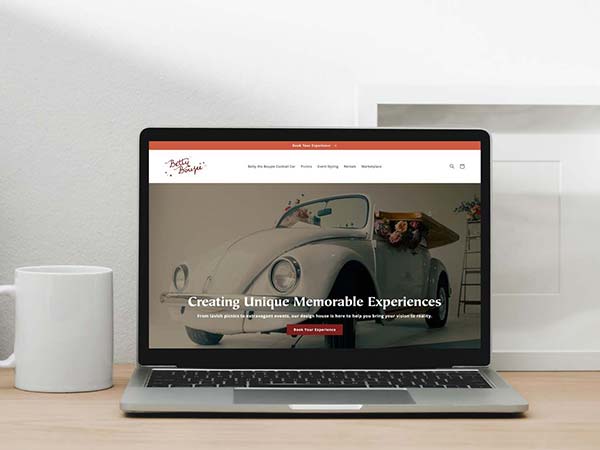 Book Your Experience →
Betty
Boujee
Betty the Boujee Cocktail Car Picnics Event Styling Rentals Marketplace
Creating Unique Memorable Experiences
From lavish picnics to extravagant events, our design house is here to help you bring your vision to reality.
Book Your Experience